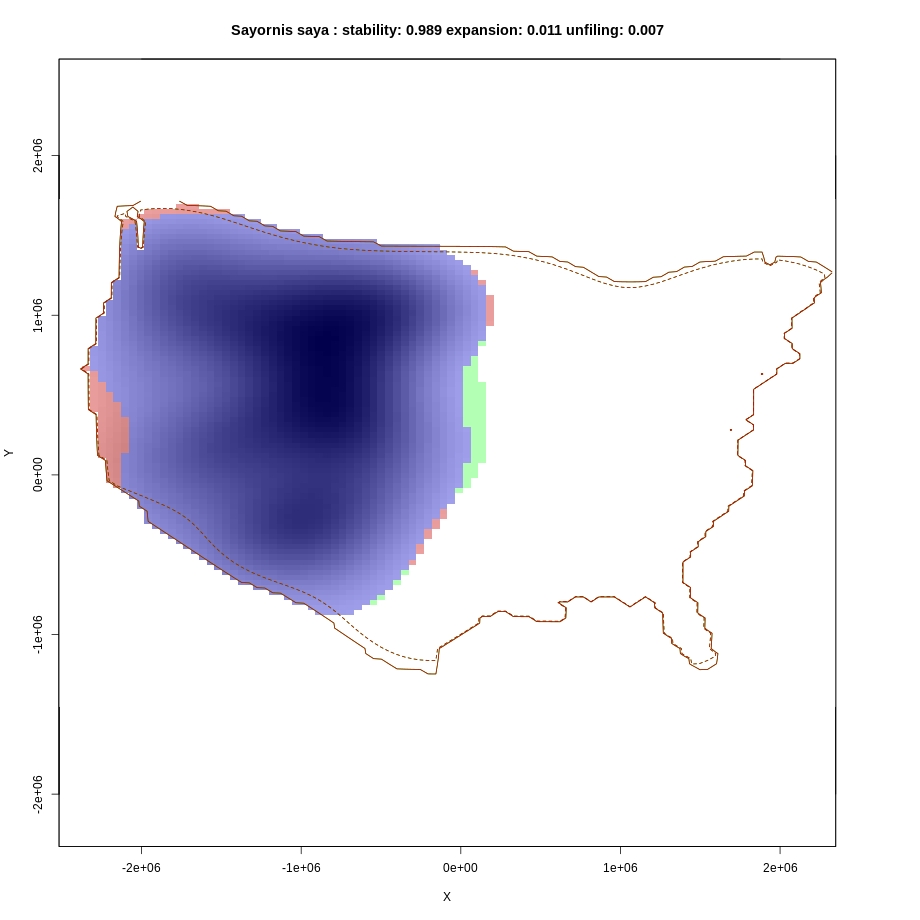 Sayornis saya : stability: 0.989 expansion: 0.011 unfiling: 0.007
2e+06
1e+06
0e+00
-1e+06
-2e+06
Y
-2e+06 -1e+06 0e+00 1e+06 2e+06
X